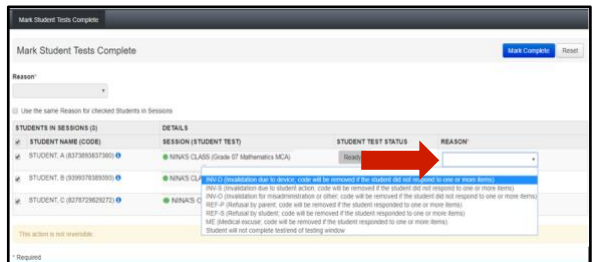 Mark Student Tests Complete
Mark Student Tests Complete
Mark Complete
Reset
Reason*
Use the same Reason for checked Students in Sessions
STUDENTS IN SESSIONS (3)
DETAILS
STUDENT NAME (CODE)
SESSION (STUDENT TEST)
STUDENT TEST STATUS
REASON*
STUDENT, A (8373893837380)
NINA'S CLASS (Grade 07 Mathematics MCA)
Ready
STUDENT, B (9399378389393)
NINA'S CLA
INV-D (Invalidation due to device; code will be removed if the student did not respond to one or more items)
INV-S (Invalidation due to student action; code will be removed if the student did not respond to one or more items)
INV-O (Invalidation for misadministration or other; code will be removed if the student did not respond to one or more items)
REF-P (Refusal by parent; code will be removed if the student responded to one or more items)
REF-S (Refusal by student; code will be removed if the student responded to one or more items)
ME (Medical excuse; code will be removed if the student responded to one or more items)
Student will not complete test/end of testing window
STUDENT, C (8278729829272)
NINA'S C
This action is not reversible.
* Required